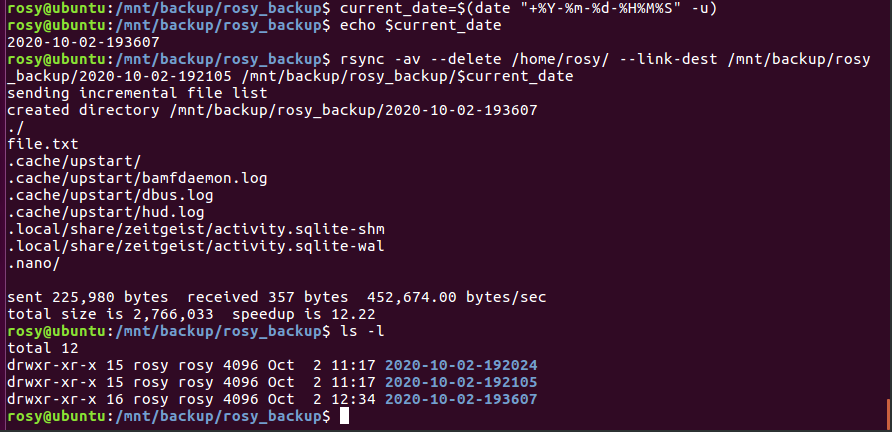 rosy@ubuntu:/mnt/backup/rosy_backup$ current_date=$(date "+%Y-%m-%d-%H%M%S" -u)
rosy@ubuntu:/mnt/backup/rosy_backup$ echo $current_date
2020-10-02-193607
rosy@ubuntu:/mnt/backup/rosy_backup$ rsync -av --delete /home/rosy/ --link-dest /mnt/backup/rosy
_backup/2020-10-02-192105 /mnt/backup/rosy_backup/$current_date
sending incremental file list
created directory /mnt/backup/rosy_backup/2020-10-02-193607
./
file.txt
.cache/upstart/
.cache/upstart/bamfdaemon.log
.cache/upstart/dbus.log
.cache/upstart/hud.log
.local/share/zeitgeist/activity.sqlite-shm
.local/share/zeitgeist/activity.sqlite-wal
.nano/
sent 225,980 bytes  received 357 bytes  452,674.00 bytes/sec
total size is 2,766,033  speedup is 12.22
rosy@ubuntu:/mnt/backup/rosy_backup$ ls -l
total 12
drwxr-xr-x 15 rosy rosy 4096 Oct  2 11:17 2020-10-02-192024
drwxr-xr-x 15 rosy rosy 4096 Oct  2 11:17 2020-10-02-192105
drwxr-xr-x 16 rosy rosy 4096 Oct  2 12:34 2020-10-02-193607
rosy@ubuntu:/mnt/backup/rosy_backup$